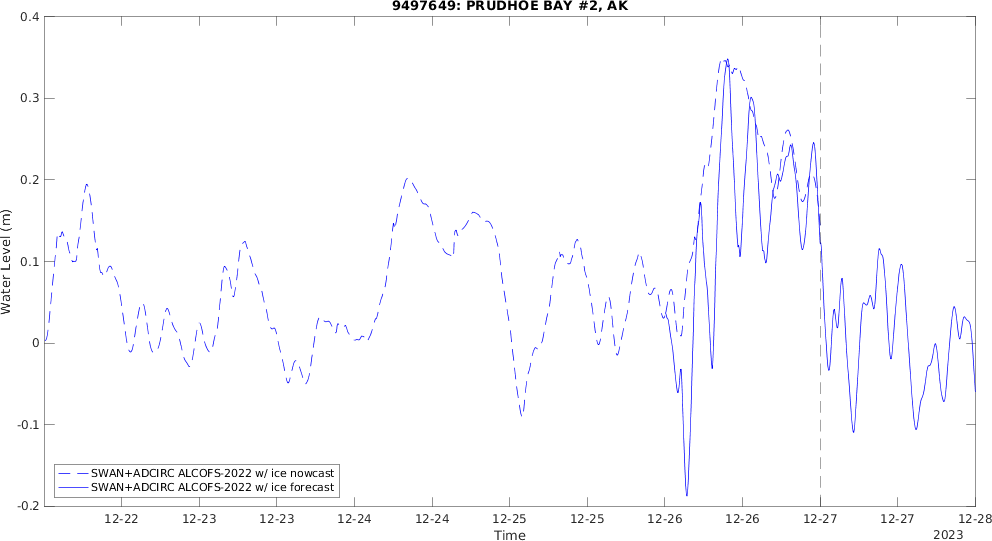 9497649: PRUDHOE BAY #2, AK
0.4
0.3
0.2
0.1
0
-0.1
-0.2
Water Level (m)
SWAN+ADCIRC ALCOFS-2022 w/ ice nowcast
SWAN+ADCIRC ALCOFS-2022 w/ ice forecast
12-22 12-23 12-23 12-24 12-24 12-25 12-25 12-26 12-26 12-27 12-27 12-28
Time
2023